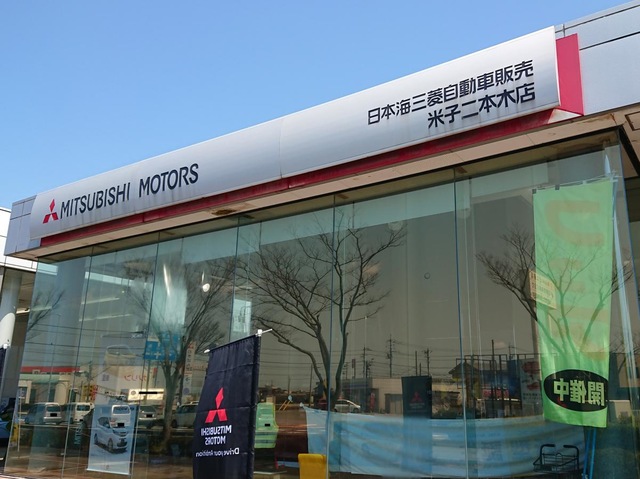 MITSUBISHI MOTORS
日本海三菱自動車販売
米子二本木店
MITSUBISHI
MOTORS
Drive your Ambition
開催中